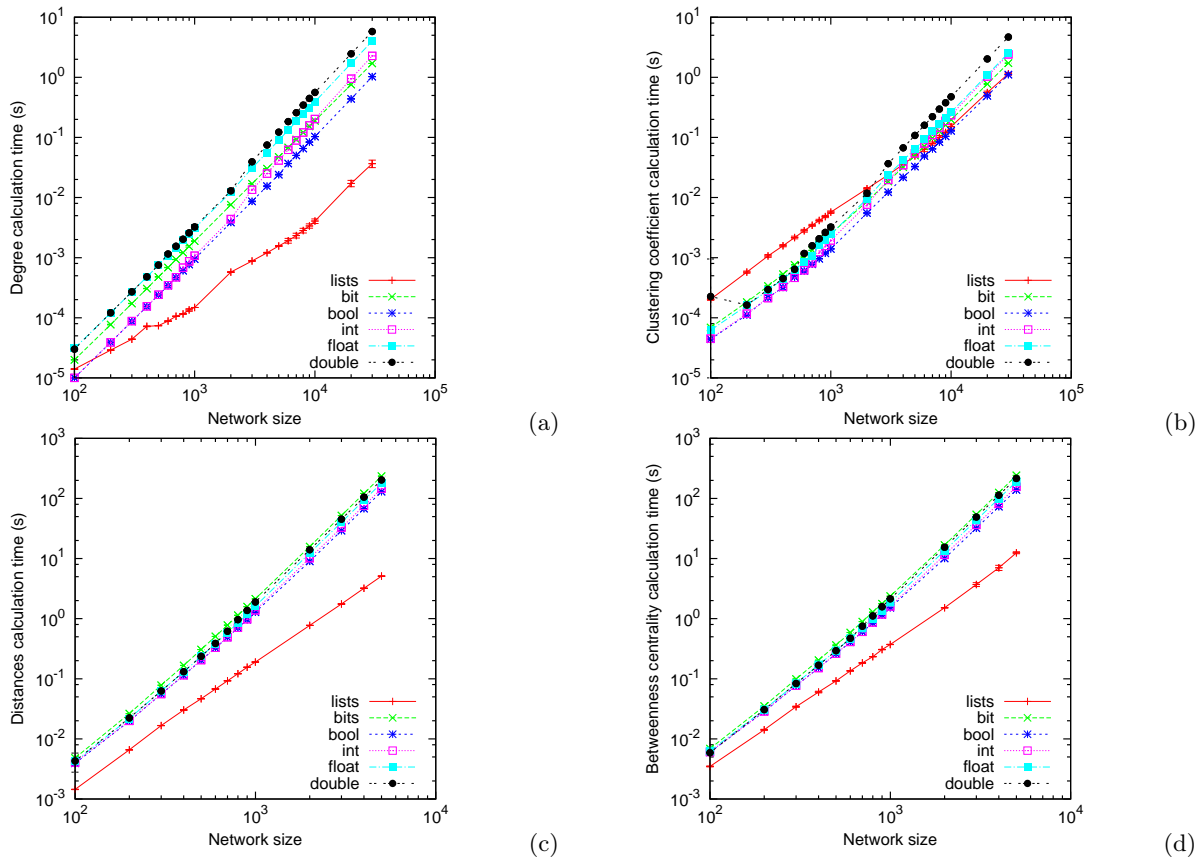 10^1
10^0
10^-1
10^-2
10^-3
10^-4
10^-5
10^2
10^3
10^4
10^5
Degree calculation time (s)
Network size
lists
bit
bool
int
float
double
(a)
10^1
10^0
10^-1
10^-2
10^-3
10^-4
10^-5
10^2
10^3
10^4
10^5
Clustering coefficient calculation time (s)
Network size
lists
bit
bool
int
float
double
(b)
10^3
10^2
10^1
10^0
10^-1
10^-2
10^-3
10^2
10^3
10^4
Distances calculation time (s)
Network size
lists
bits
bool
int
float
double
(c)
10^3
10^2
10^1
10^0
10^-1
10^-2
10^-3
10^2
10^3
10^4
Betweenness centrality calculation time (s)
Network size
lists
bit
bool
int
float
double
(d)